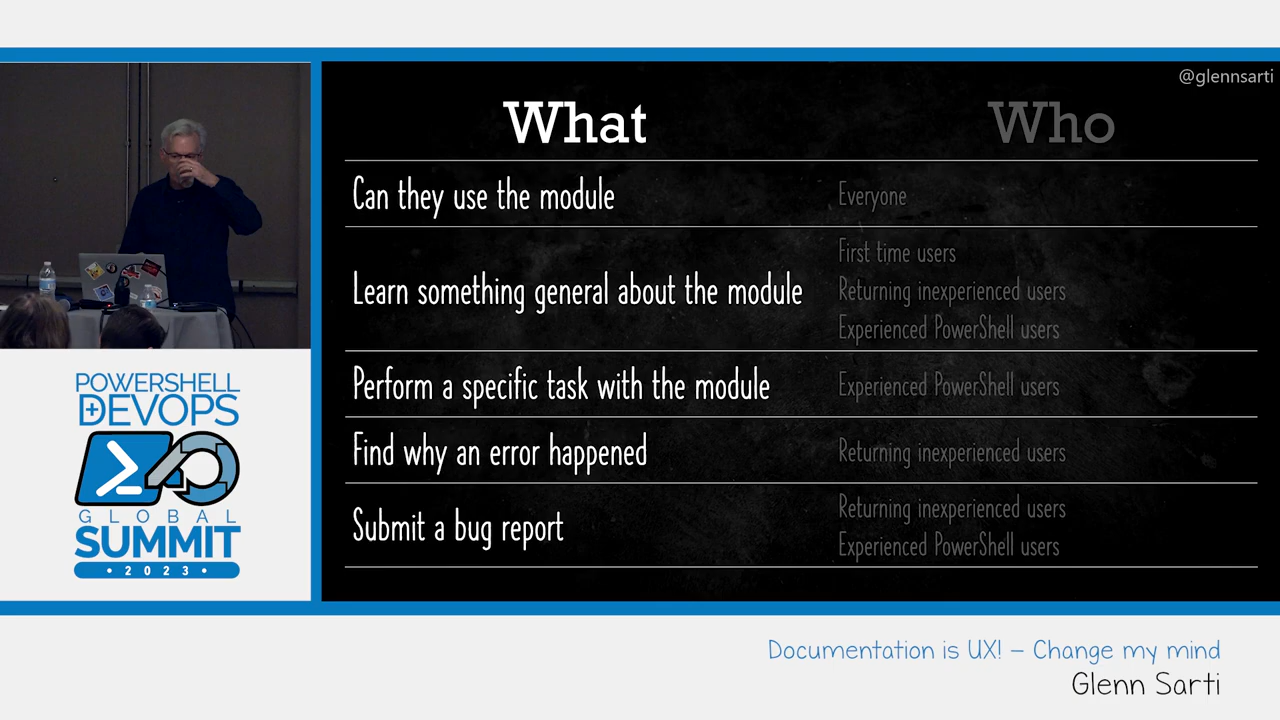 @glennsarti
What Who
Can they use the module Everyone
First time users
Learn something general about the module Returning inexperienced users
Experienced PowerShell users
Perform a specific task with the module Experienced PowerShell users
Find why an error happened Returning inexperienced users
Returning inexperienced users
Submit a bug report
Experienced PowerShell users
POWERSHELL
+DEVOPS
GLOBAL
SUMMIT
• 2023 •
Documentation is UX! – Change my mind
Glenn Sarti